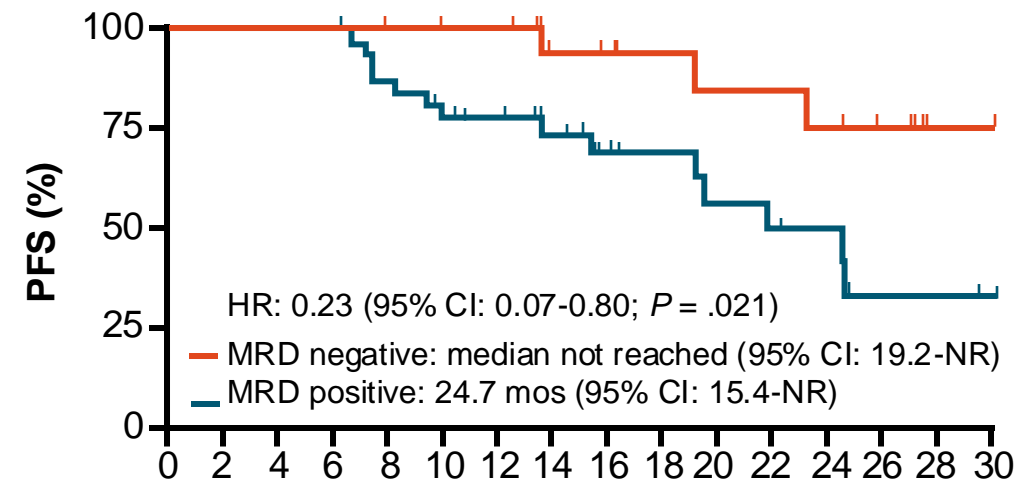 100
75
50
25
0
PFS (%)
HR: 0.23 (95% CI: 0.07-0.80; P = .021)
MRD negative: median not reached (95% CI: 19.2-NR)
MRD positive: 24.7 mos (95% CI: 15.4-NR)
0 2 4 6 8 10 12 14 16 18 20 22 24 26 28 30